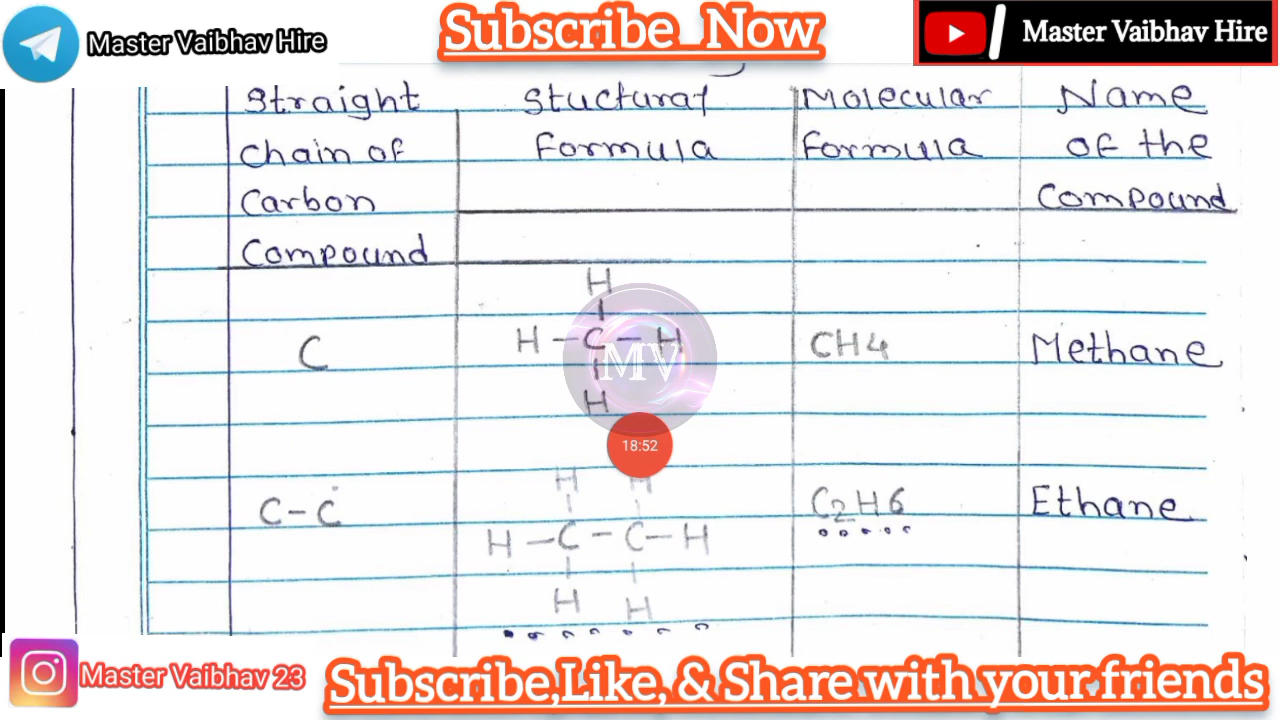 Master Vaibhav Hire
Subscribe Now
Master Vaibhav Hire
Straight Stuctural Molecular Name
Chain of Formula Formula of the
Carbon Compound
Compound
H
H-C-H CH4 Methane
C
MV
H
18:52
H H
C-C C2H6 Ethane
H-C-C-H
H H
Master Vaibhav 23
Subscribe,Like, & Share with your friends